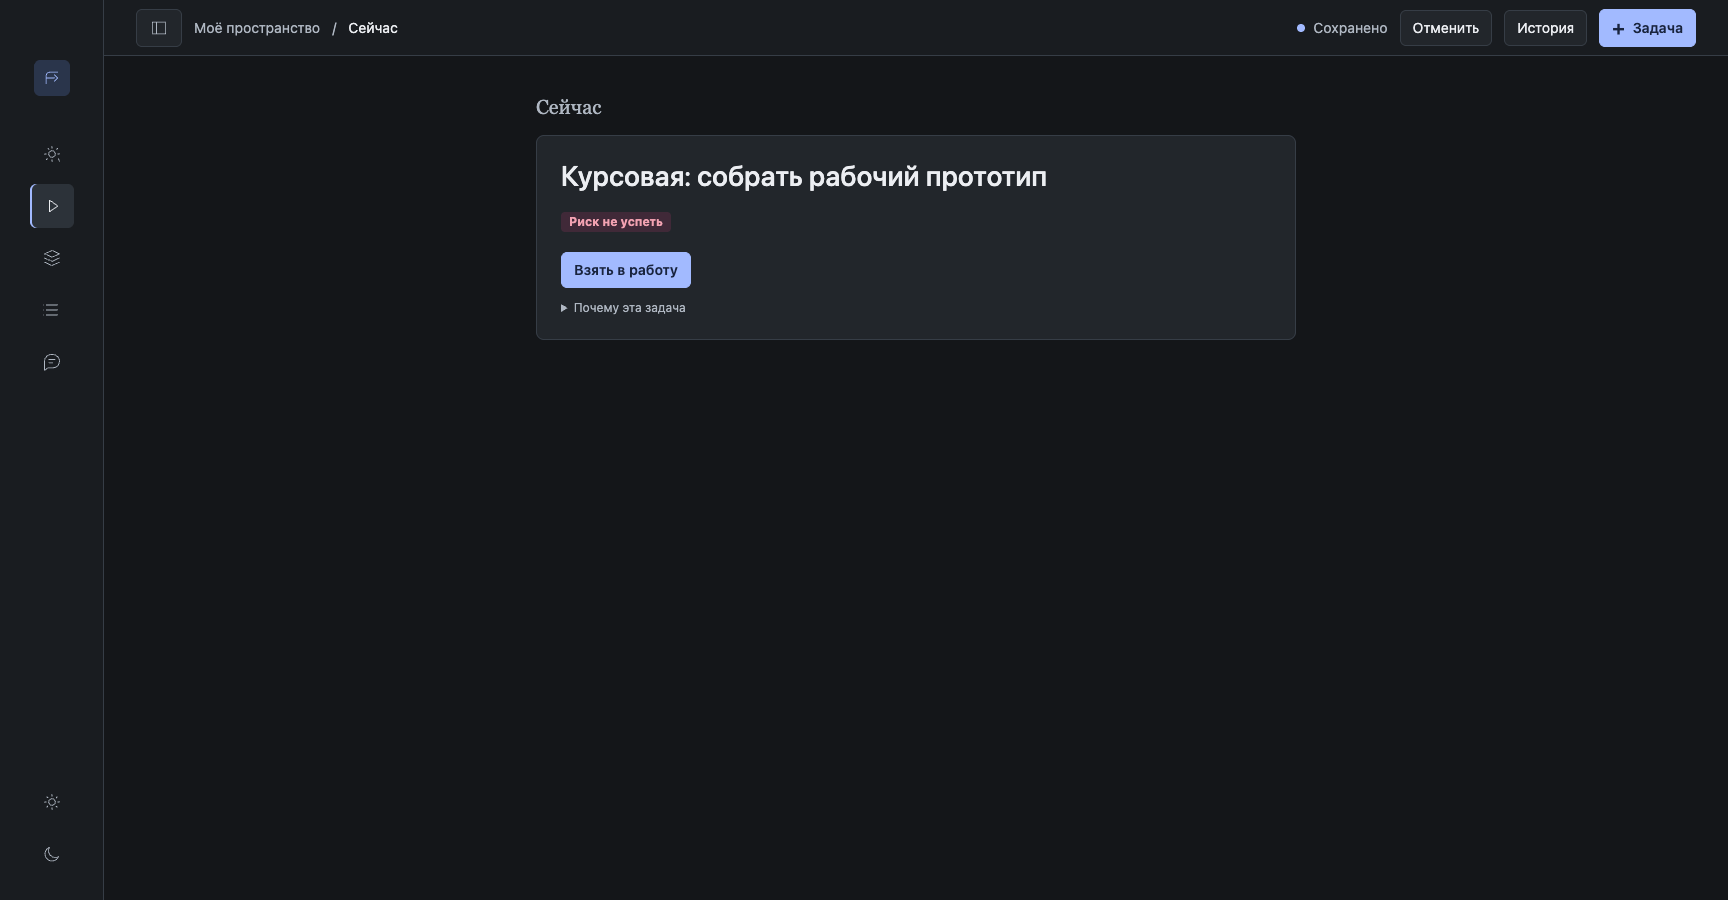 Моё пространство / Сейчас
Сохранено
Отменить
История
+ Задача
Сейчас
Курсовая: собрать рабочий прототип
Риск не успеть
Взять в работу
Почему эта задача